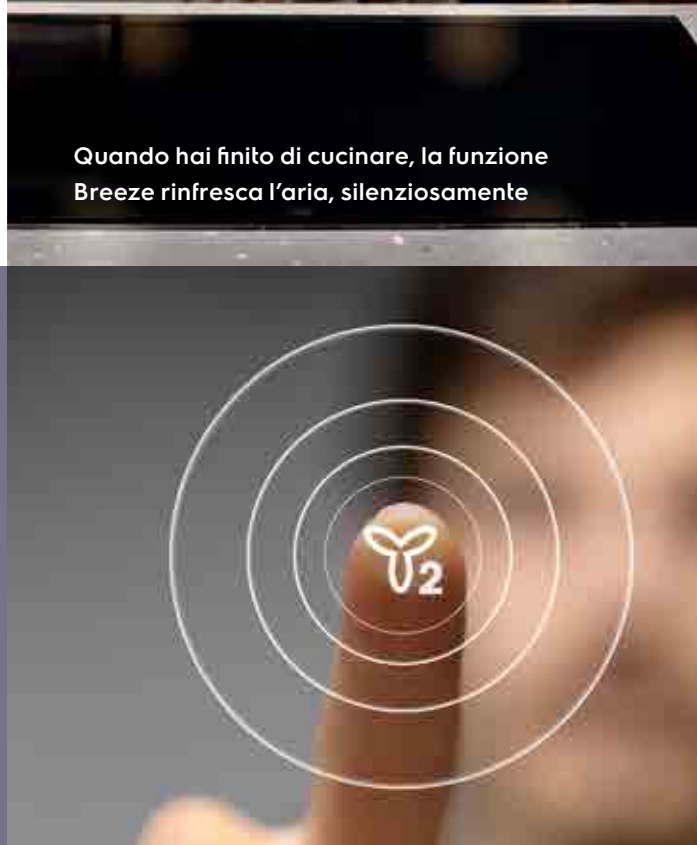 Quando hai finito di cucinare, la funzione
Breeze rinfresca l'aria, silenziosamente
2